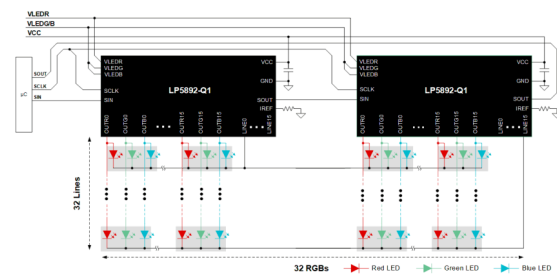 VLEDR
VLEDG/B
VCC
µC
SOUT
SCLK
SIN
VLEDR
VLEDG
VLEDB
SCLK
SIN
LP5892-Q1
VCC
GND
SOUT
IREF
OUTR0
OUTG0
OUTB0
OUTR15
OUTG15
OUTB15
LINE0
LINE15
VLEDR
VLEDG
VLEDB
SCLK
SIN
LP5892-Q1
VCC
GND
SOUT
IREF
OUTR0
OUTG0
OUTB0
OUTR15
OUTG15
OUTB15
LINE0
LINE15
32 Lines
32 RGBs
Red LED
Green LED
Blue LED